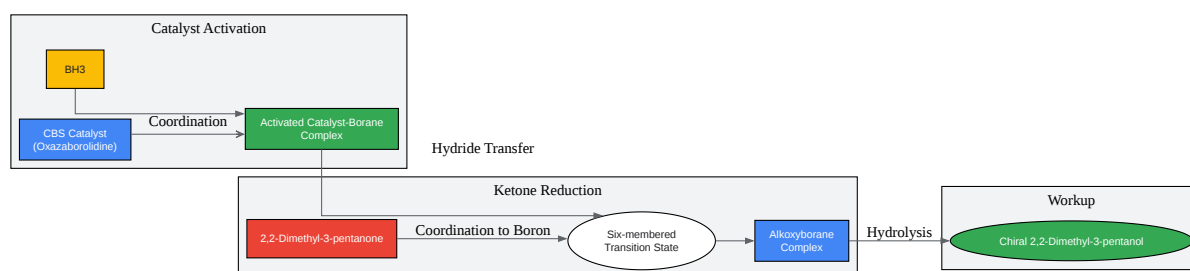 Catalyst Activation
BH3
CBS Catalyst
(Oxazaborolidine)
Coordination
Activated Catalyst-Borane
Complex
Hydride Transfer
Ketone Reduction
2,2-Dimethyl-3-pentanone
Coordination to Boron
Six-membered
Transition State
Alkoxyborane
Complex
Hydrolysis
Workup
Chiral 2,2-Dimethyl-3-pentanol